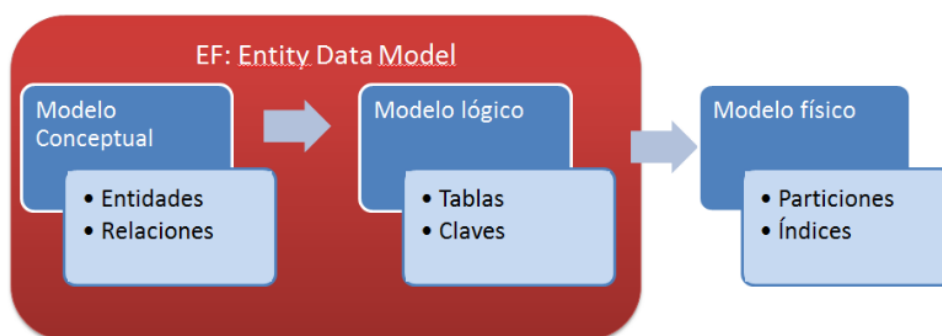 EF: Entity Data Model
Modelo
Conceptual
• Entidades
• Relaciones
Modelo lógico
• Tablas
• Claves
Modelo físico
• Particiones
• Índices